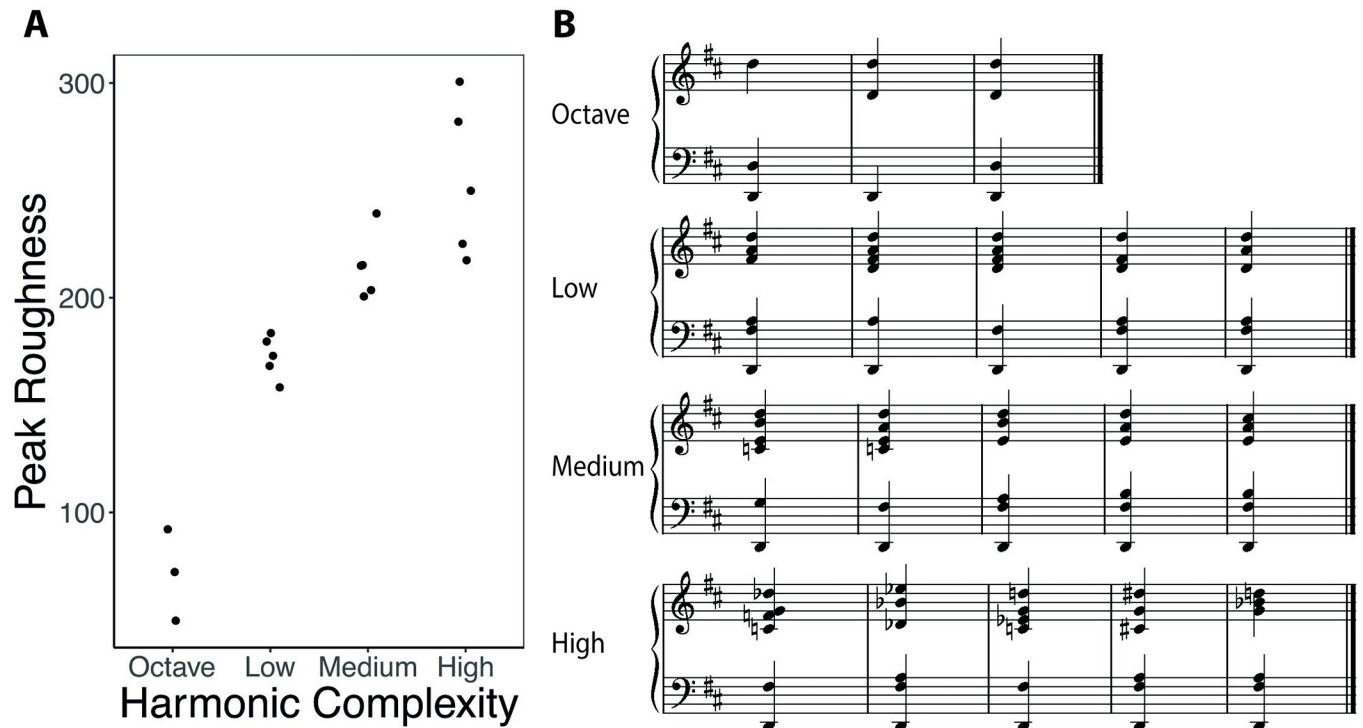 A
Peak Roughness
300
200
100
Octave Low Medium High
Harmonic Complexity
B
Octave
Low
Medium
High